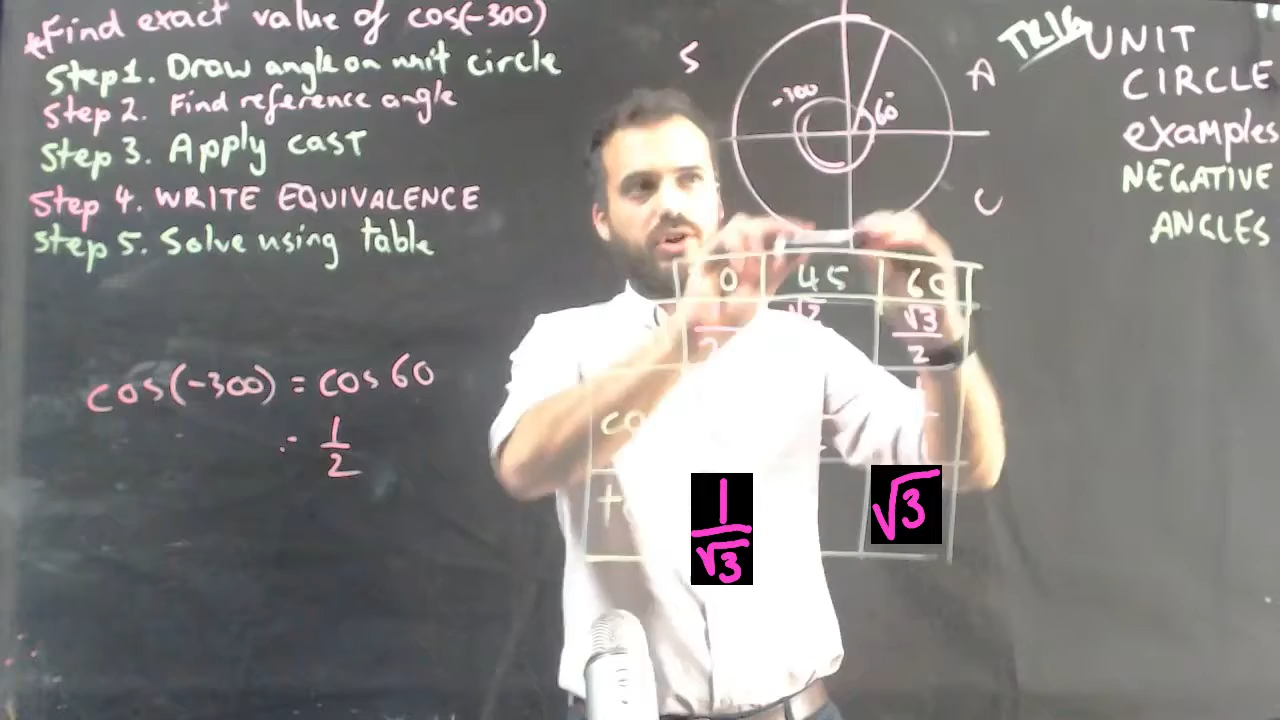 *Find exact value of cos(-300)
Step 1. Draw angle on unit circle
Step 2. Find reference angle
Step 3. Apply cast
Step 4. WRITE EQUIVALENCE
Step 5. Solve using table
cos(-300) = cos 60
∴ 1/2
S
A
C
-300
60°
TRIG UNIT
CIRCLE
examples
NEGATIVE
ANGLES
45 60
√3/2
1/√3 √3